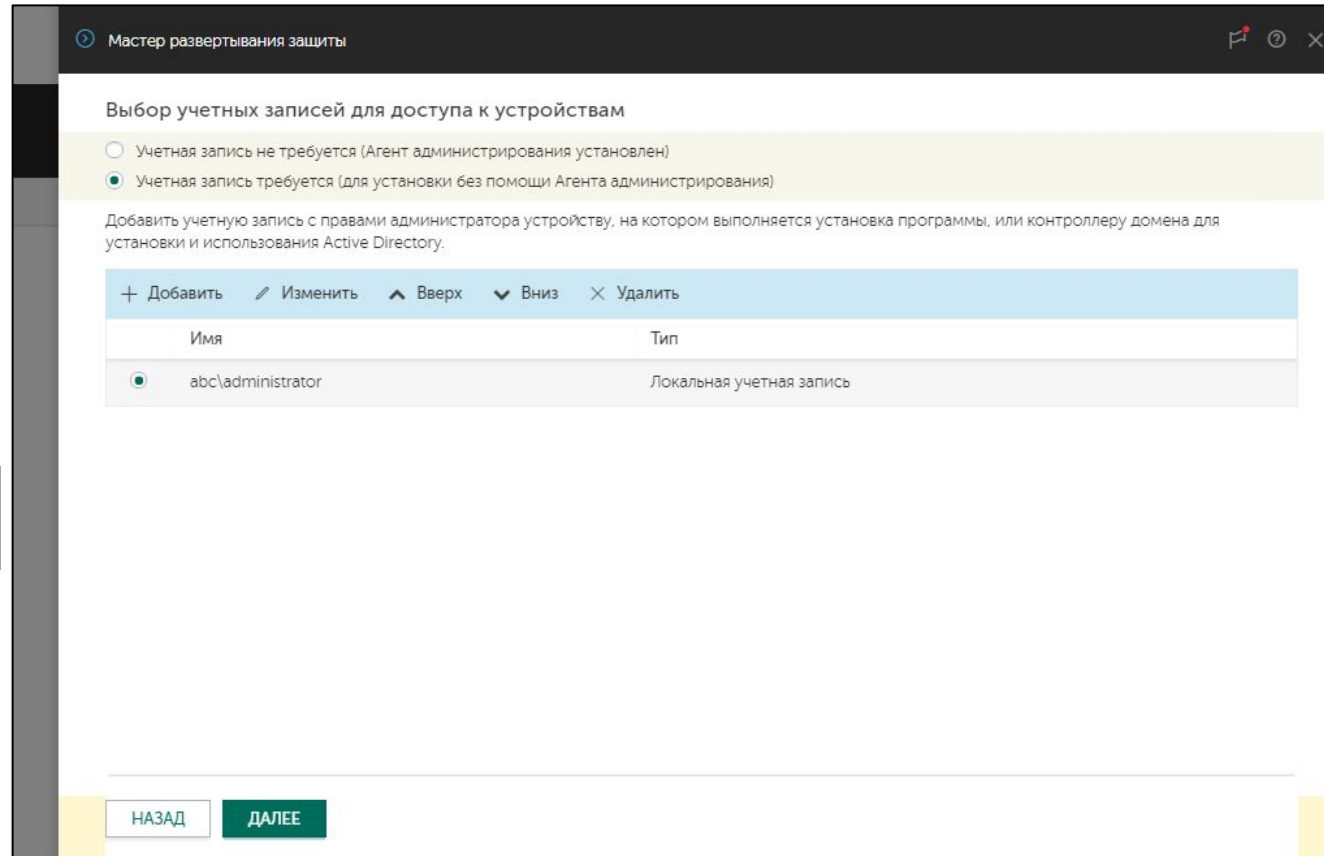 Мастер развертывания защиты
Выбор учетных записей для доступа к устройствам
Учетная запись не требуется (Агент администрирования установлен)
Учетная запись требуется (для установки без помощи Агента администрирования)
Добавить учетную запись с правами администратора устройству, на котором выполняется установка программы, или контроллеру домена для
установки и использования Active Directory.
Добавить Изменить Вверх Вниз Удалить
Имя Тип
abc\administrator Локальная учетная запись
НАЗАД ДАЛЕЕ